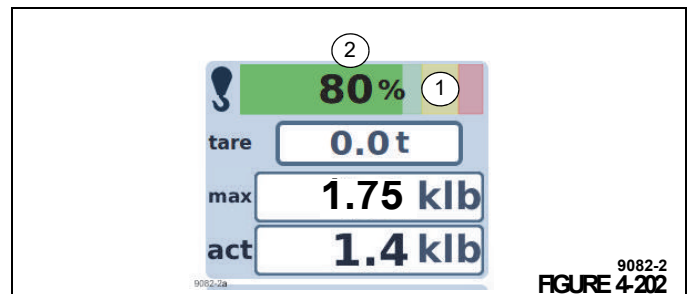 2
80% 1
tare 0.0 t
max 1.75 klb
act 1.4 klb
9082-2a
9082-2
FIGURE 4-202